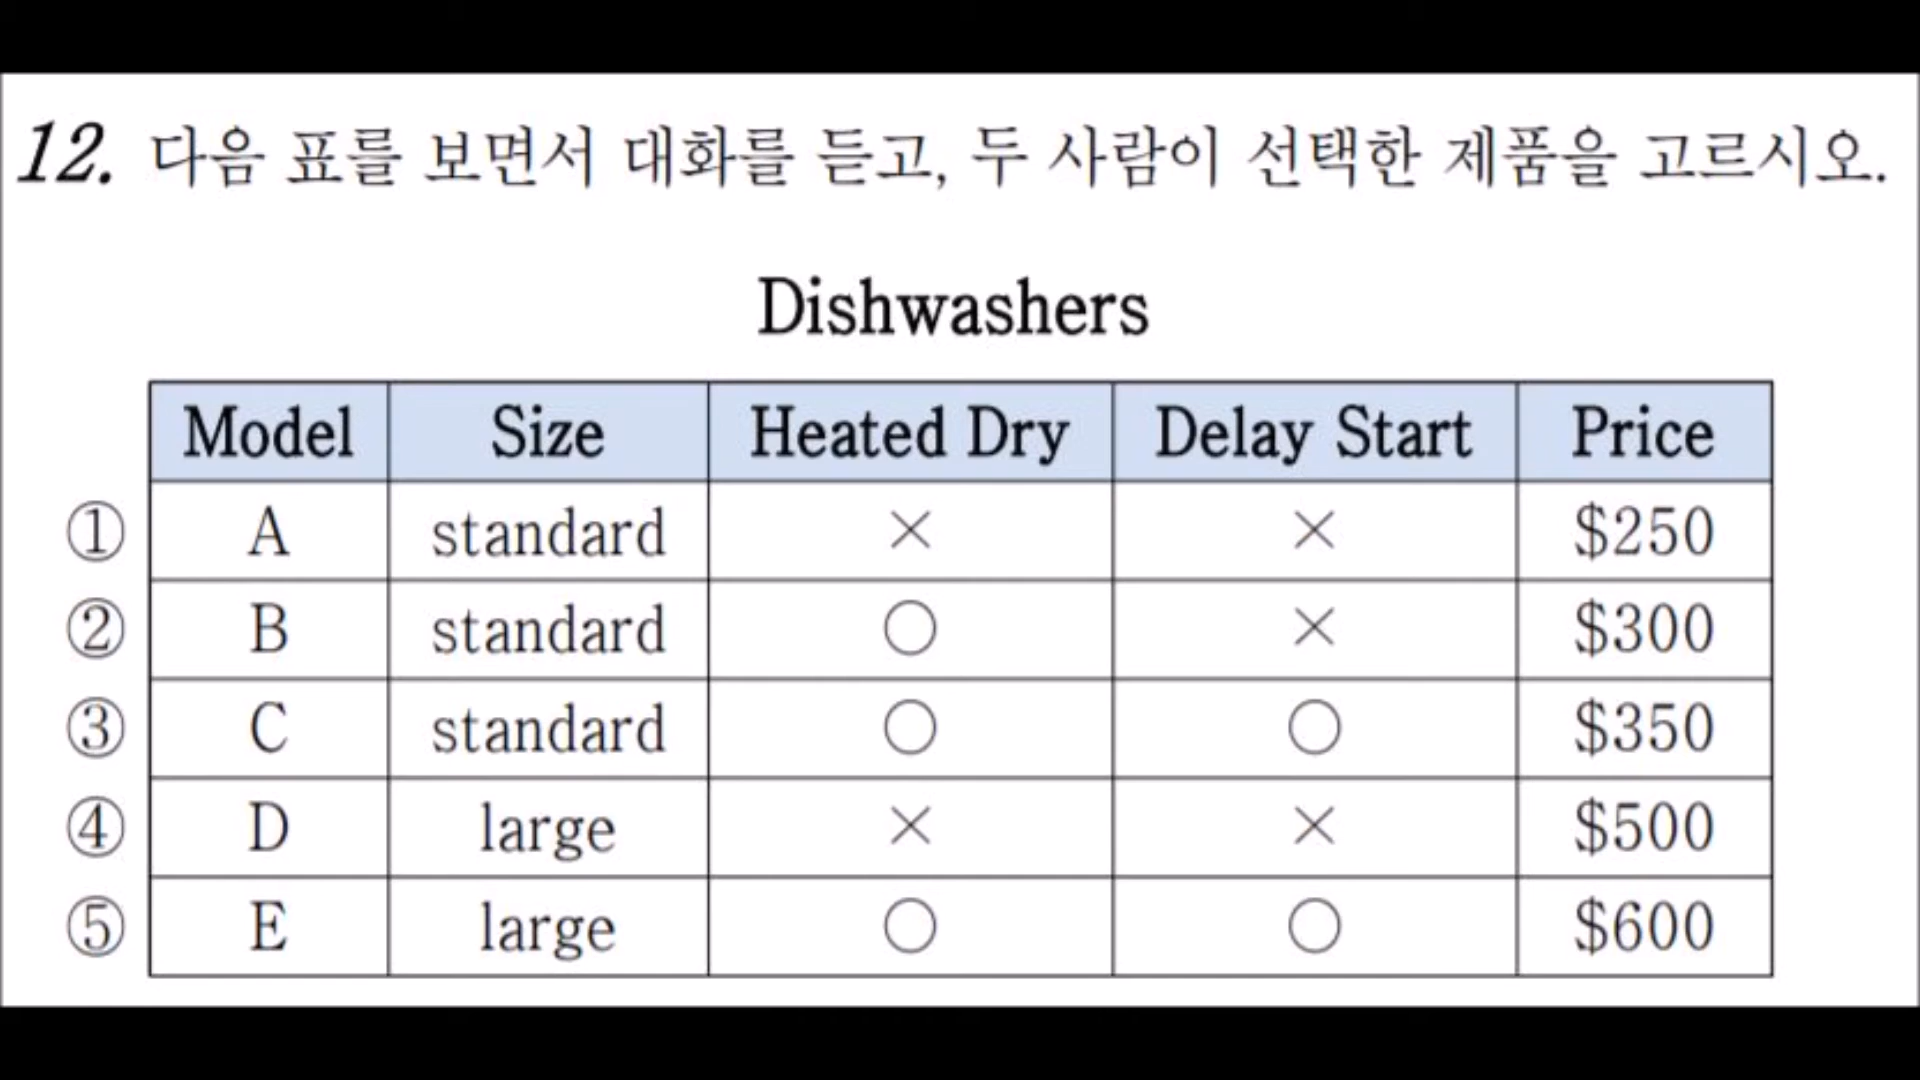 12. 다음 표를 보면서 대화를 듣고, 두 사람이 선택한 제품을 고르시오.
Dishwashers
Model Size Heated Dry Delay Start Price
① A standard × × $250
② B standard ○ × $300
③ C standard ○ ○ $350
④ D large × × $500
⑤ E large ○ ○ $600